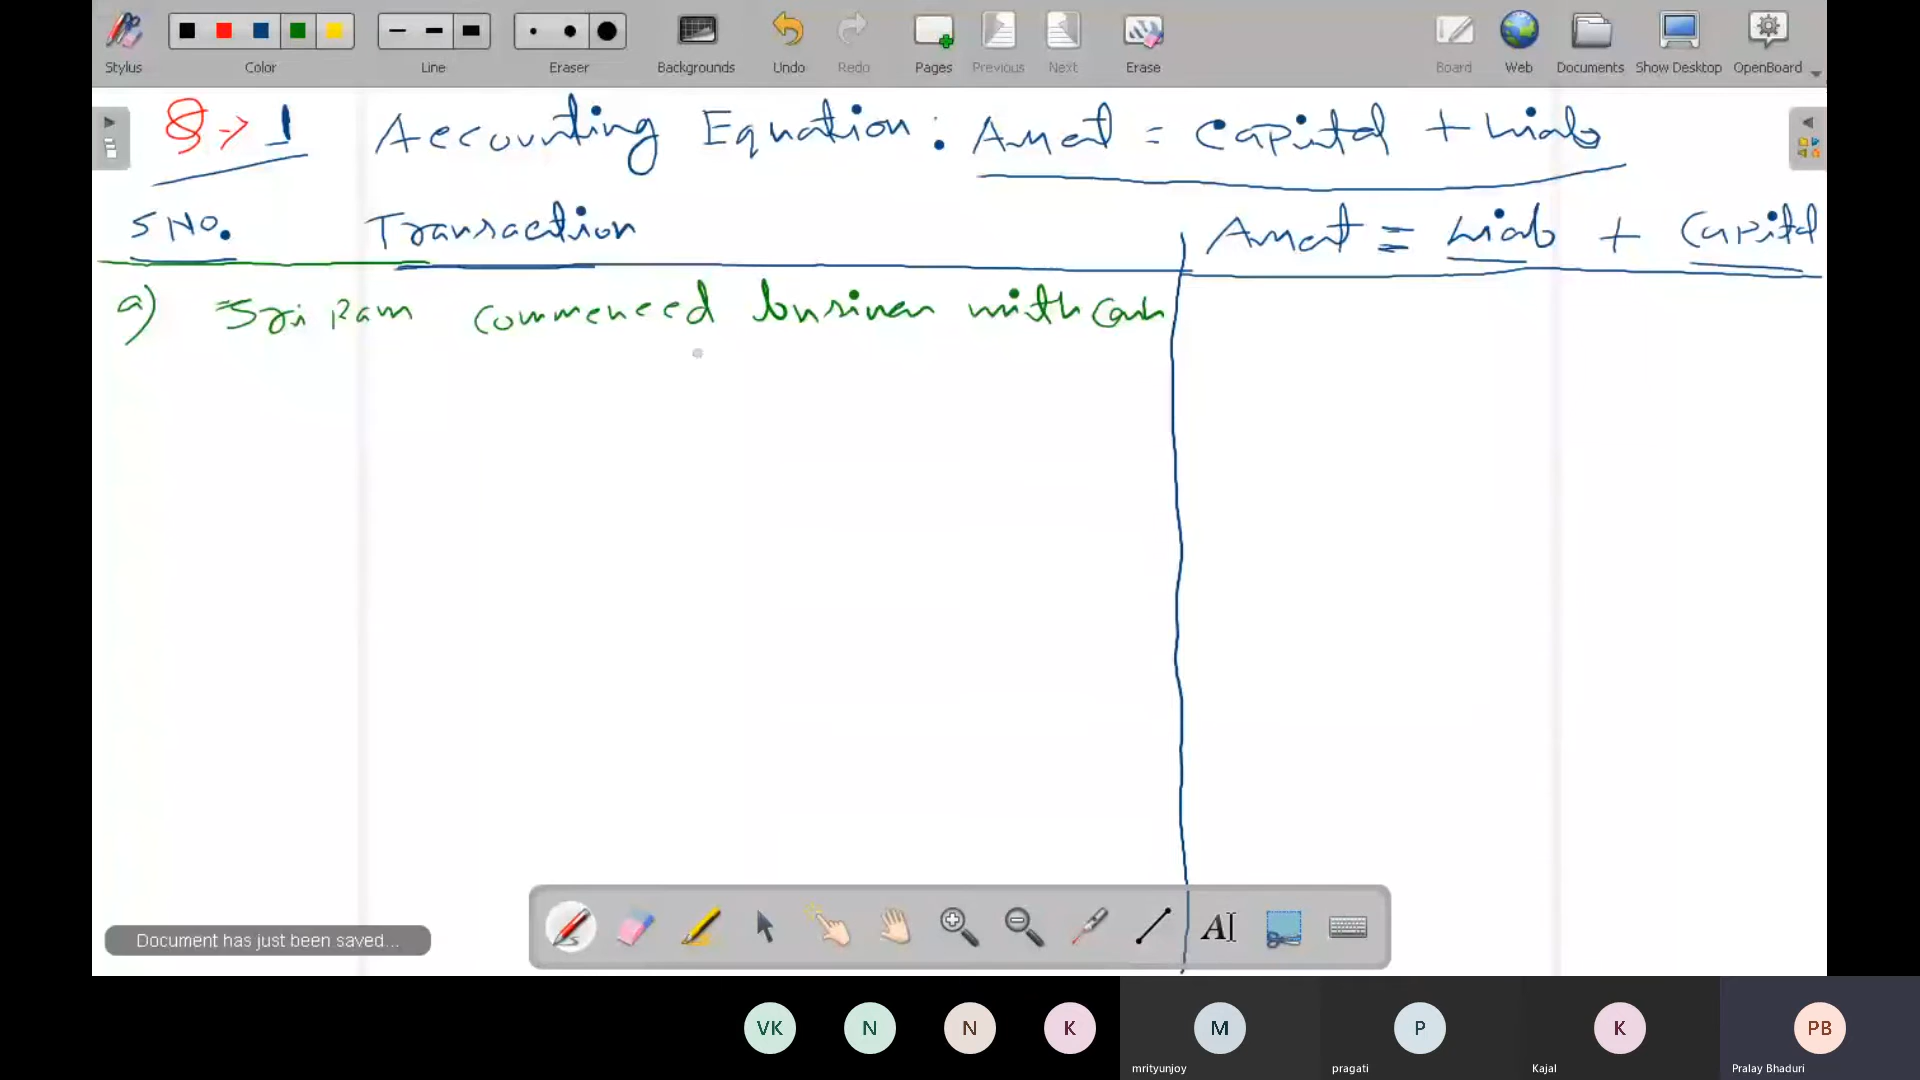 Stylus Color Line Eraser Backgrounds Undo Redo Pages Previous Next Erase Board Web Documents Show Desktop OpenBoard
Q → 1 Accounting Equation : Asset = Capital + Liab
S No. Transaction Asset = Liab + Capital
a) Sri Ram commenced business with cash
AI
Document has just been saved...
VK N N K M P K PB
mrityunjoy pragati Kajal Pralay Bhaduri